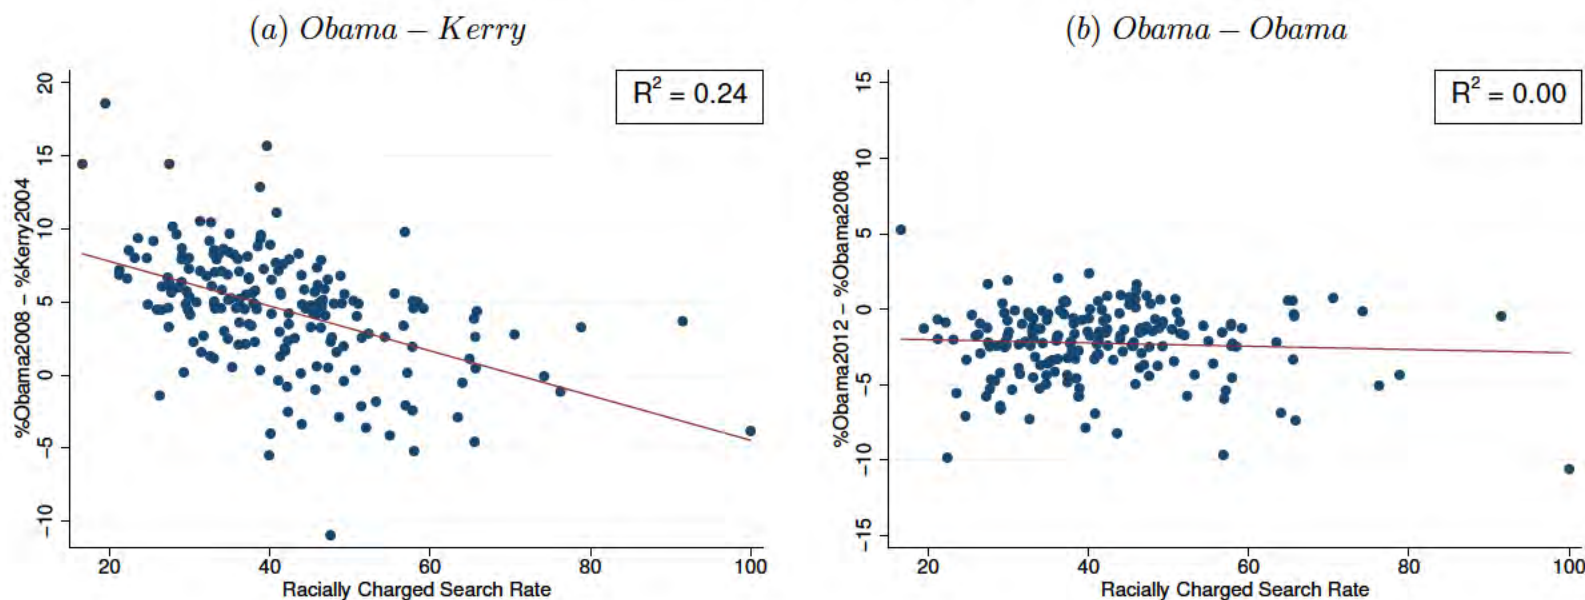 (a) Obama − Kerry
R² = 0.24
%Obama2008 − %Kerry2004
20
15
10
5
0
−5
−10
20 40 60 80 100
Racially Charged Search Rate
(b) Obama − Obama
R² = 0.00
%Obama2012 − %Obama2008
15
10
5
0
−5
−10
−15
20 40 60 80 100
Racially Charged Search Rate